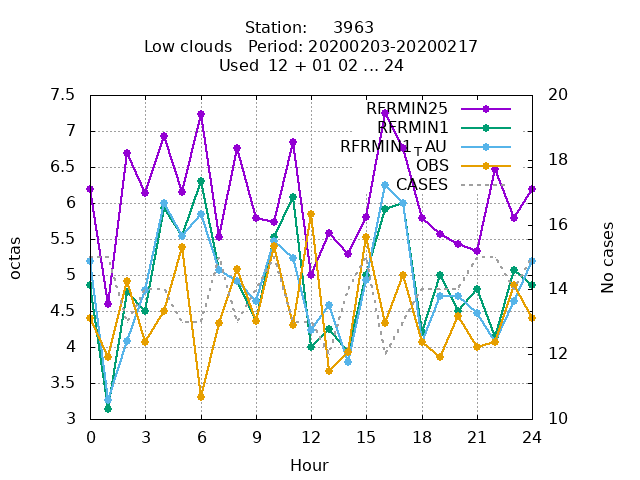 Station: 3963
Low clouds Period: 20200203-20200217
Used 12 + 01 02 ... 24
RFRMIN25
RFRMIN1
RFRMIN1_AU
OBS
CASES
7.5
7
6.5
6
5.5
5
4.5
4
3.5
3
20
18
16
14
12
10
octas
No cases
0 3 6 9 12 15 18 21 24
Hour